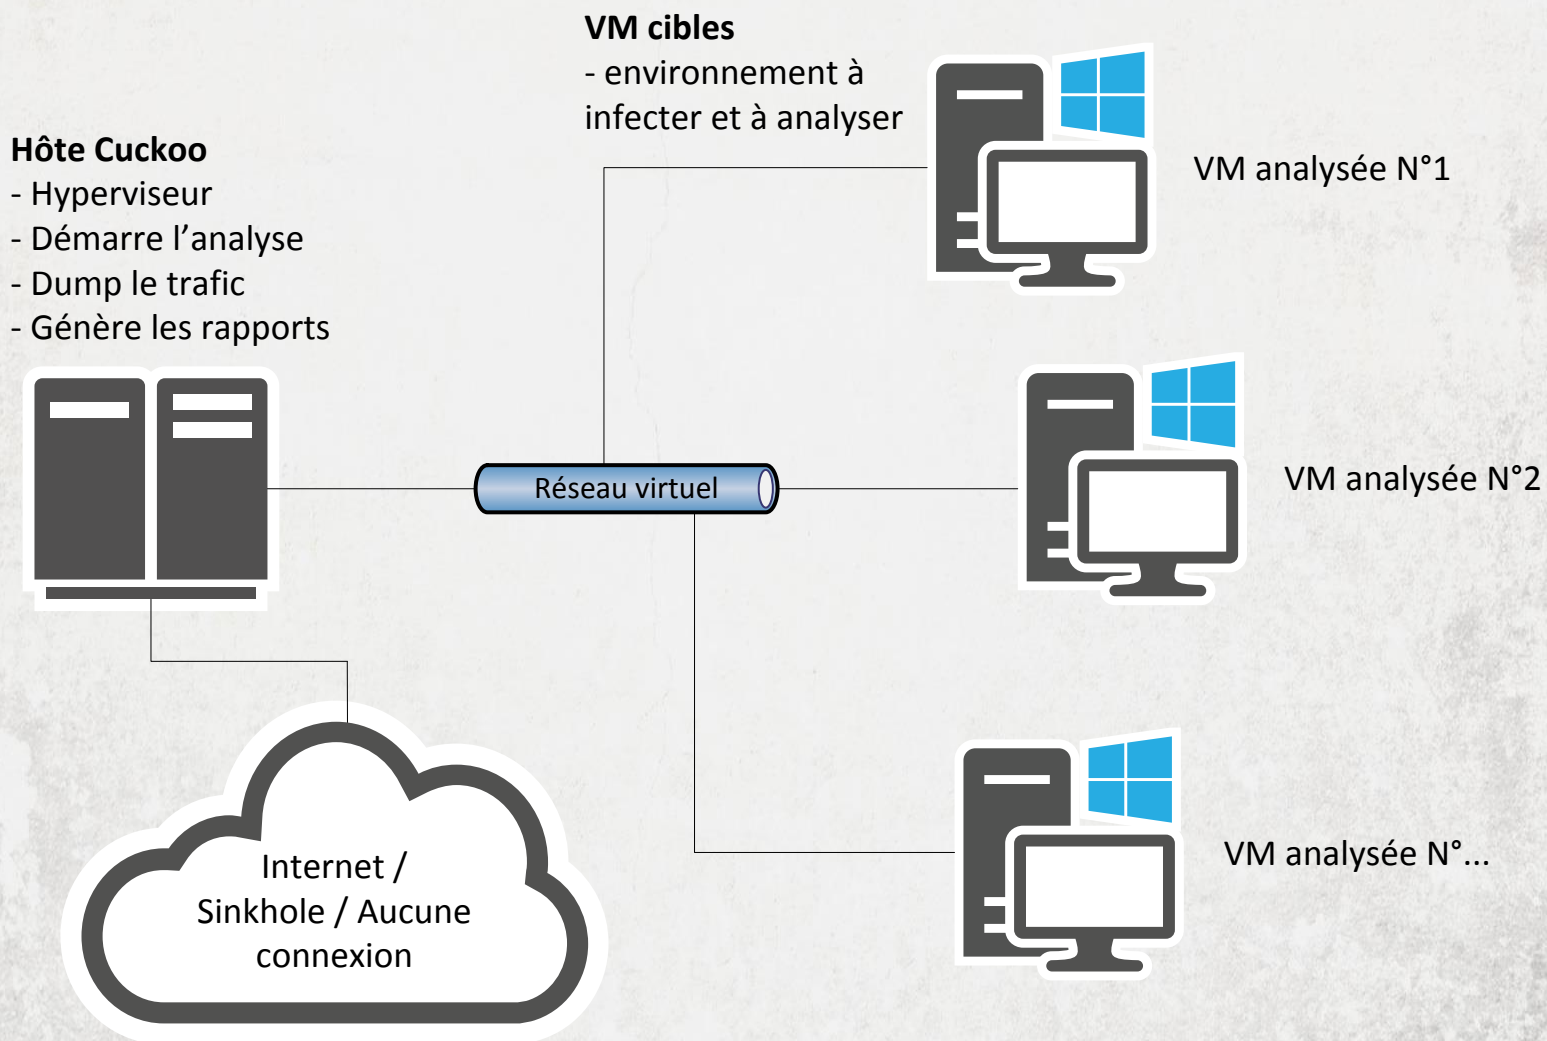 VM cibles
- environnement à
infecter et à analyser
Hôte Cuckoo
- Hyperviseur
- Démarre l’analyse
- Dump le trafic
- Génère les rapports
VM analysée N°1
Réseau virtuel
VM analysée N°2
VM analysée N°...
Internet /
Sinkhole / Aucune
connexion